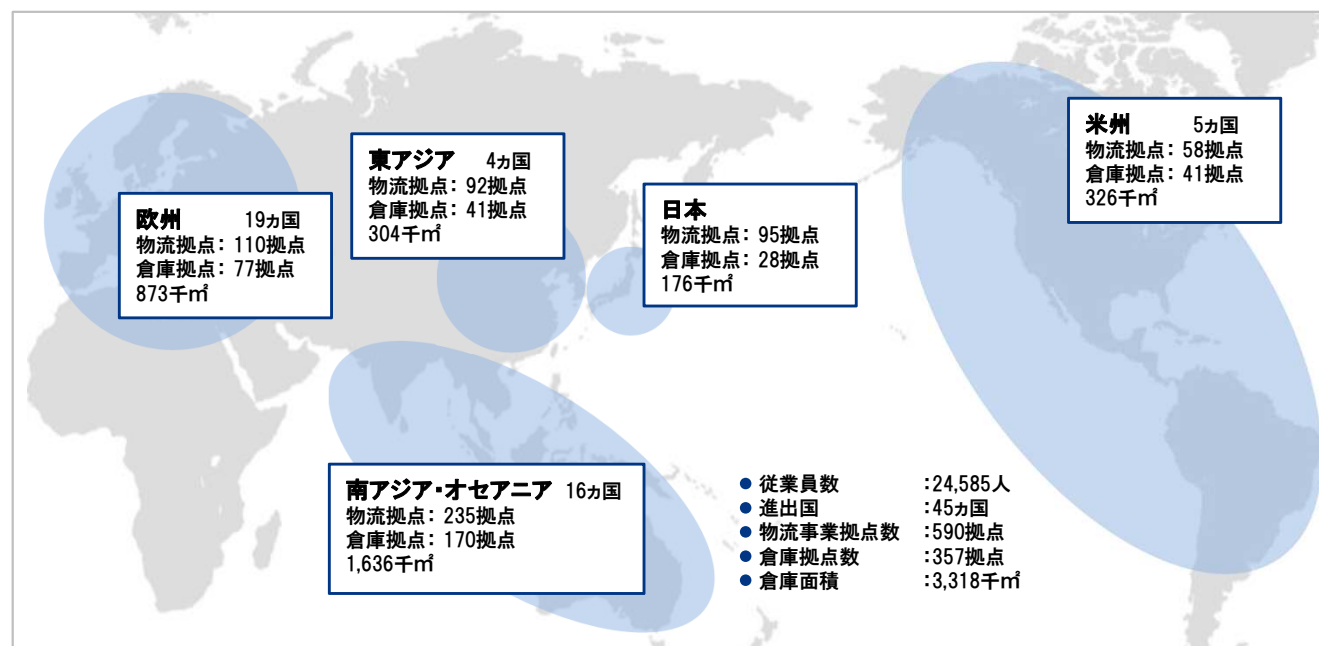 欧州 19ヵ国
物流拠点： 110拠点
倉庫拠点： 77拠点
873千㎡
東アジア 4ヵ国
物流拠点： 92拠点
倉庫拠点： 41拠点
304千㎡
日本
物流拠点： 95拠点
倉庫拠点： 28拠点
176千㎡
米州 5ヵ国
物流拠点： 58拠点
倉庫拠点： 41拠点
326千㎡
南アジア・オセアニア 16ヵ国
物流拠点： 235拠点
倉庫拠点： 170拠点
1,636千㎡
● 従業員数 ：24,585人
● 進出国 ：45ヵ国
● 物流事業拠点数 ：590拠点
● 倉庫拠点数 ：357拠点
● 倉庫面積 ：3,318千㎡